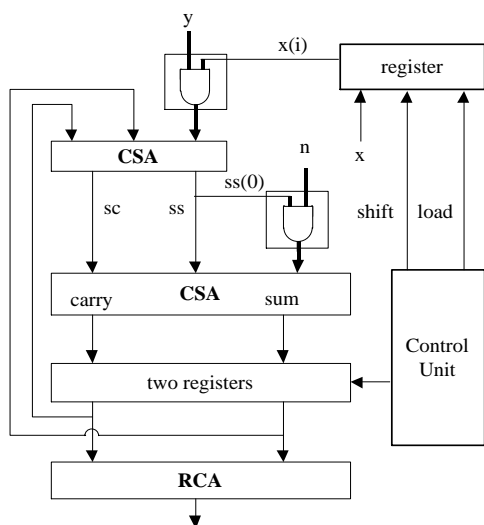 y
x(i)
register
CSA
n
x
ss(0)
sc
ss
shift
load
carry
CSA
sum
Control
Unit
two registers
RCA